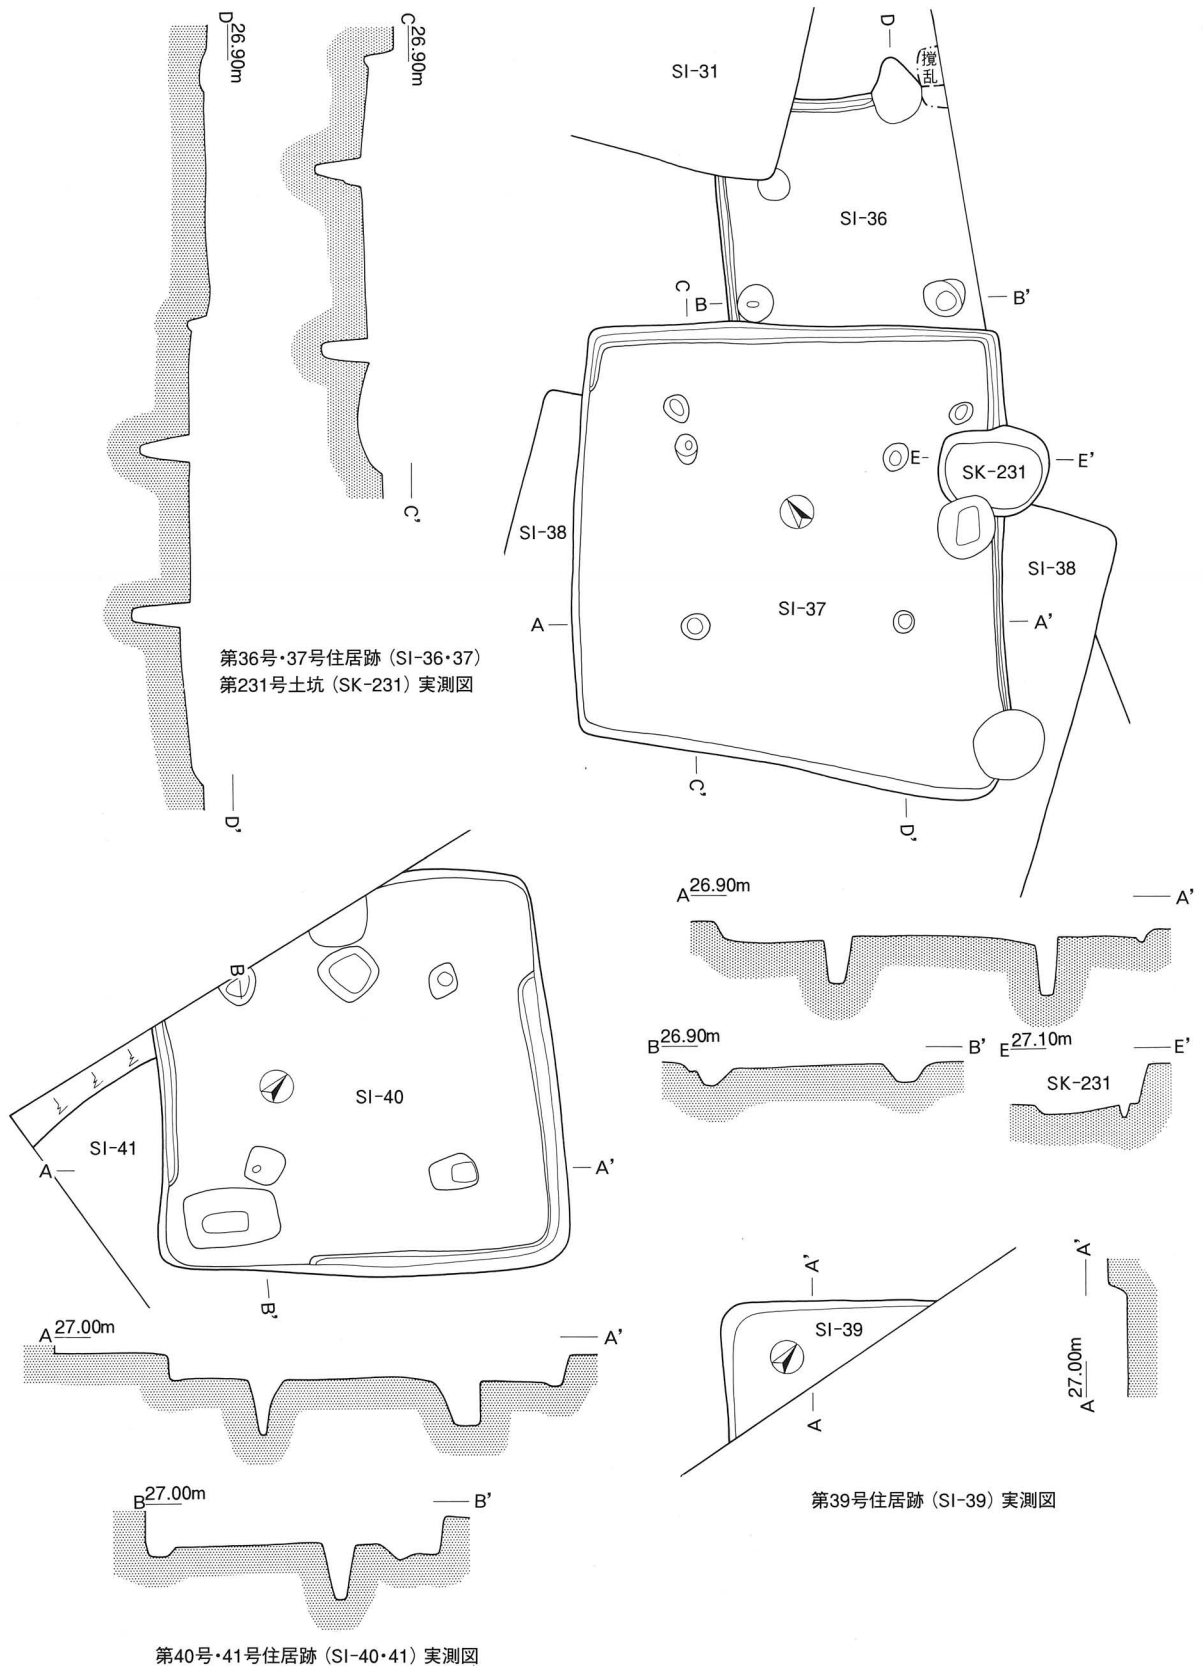 D 26.90m
C 26.90m
C'
D'
第36号・37号住居跡（SI-36・37）
第231号土坑（SK-231）実測図
D
撹乱
SI-31
SI-36
C
B
B'
E
SK-231
E'
SI-38
SI-38
SI-37
A
A'
C'
D'
A 26.90m
A'
B 26.90m
B'
E 27.10m
E'
SK-231
B
SI-40
SI-41
A
A'
B'
A 27.00m
A'
B 27.00m
B'
第40号・41号住居跡（SI-40・41）実測図
A'
SI-39
A
A'
A 27.00m
第39号住居跡（SI-39）実測図